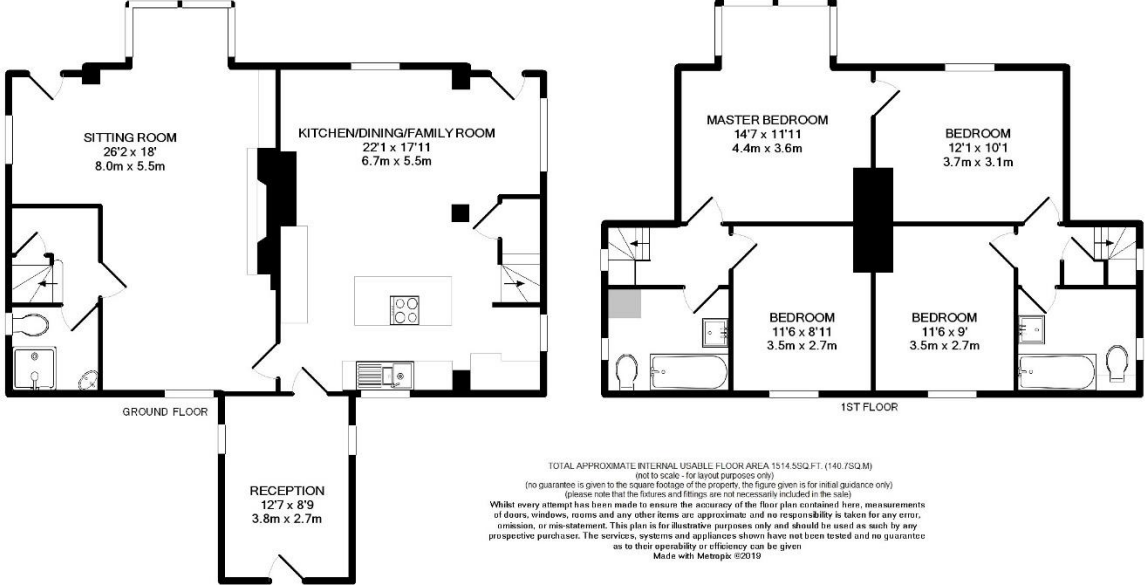 SITTING ROOM
26'2 x 18'
8.0m x 5.5m
KITCHEN/DINING/FAMILY ROOM
22'1 x 17'11
6.7m x 5.5m
MASTER BEDROOM
14'7 x 11'11
4.4m x 3.6m
BEDROOM
12'1 x 10'1
3.7m x 3.1m
BEDROOM
11'6 x 8'11
3.5m x 2.7m
BEDROOM
11'6 x 9'
3.5m x 2.7m
GROUND FLOOR
1ST FLOOR
RECEPTION
12'7 x 8'9
3.8m x 2.7m
TOTAL APPROXIMATE INTERNAL USABLE FLOOR AREA 1514.5SQ.FT. (140.7SQ.M)
(not to scale - for layout purposes only)
(no guarantee is given to the square footage of the property, the figure given is for initial guidance only)
(please note that the fixtures and fittings are not necessarily included in the sale)
Whilst every attempt has been made to ensure the accuracy of the floor plan contained here, measurements
of doors, windows, rooms and any other items are approximate and no responsibility is taken for any error,
omission, or mis-statement. This plan is for illustrative purposes only and should be used as such by any
prospective purchaser. The services, systems and appliances shown have not been tested and no guarantee
as to their operability or efficiency can be given
Made with Metropix ©2019